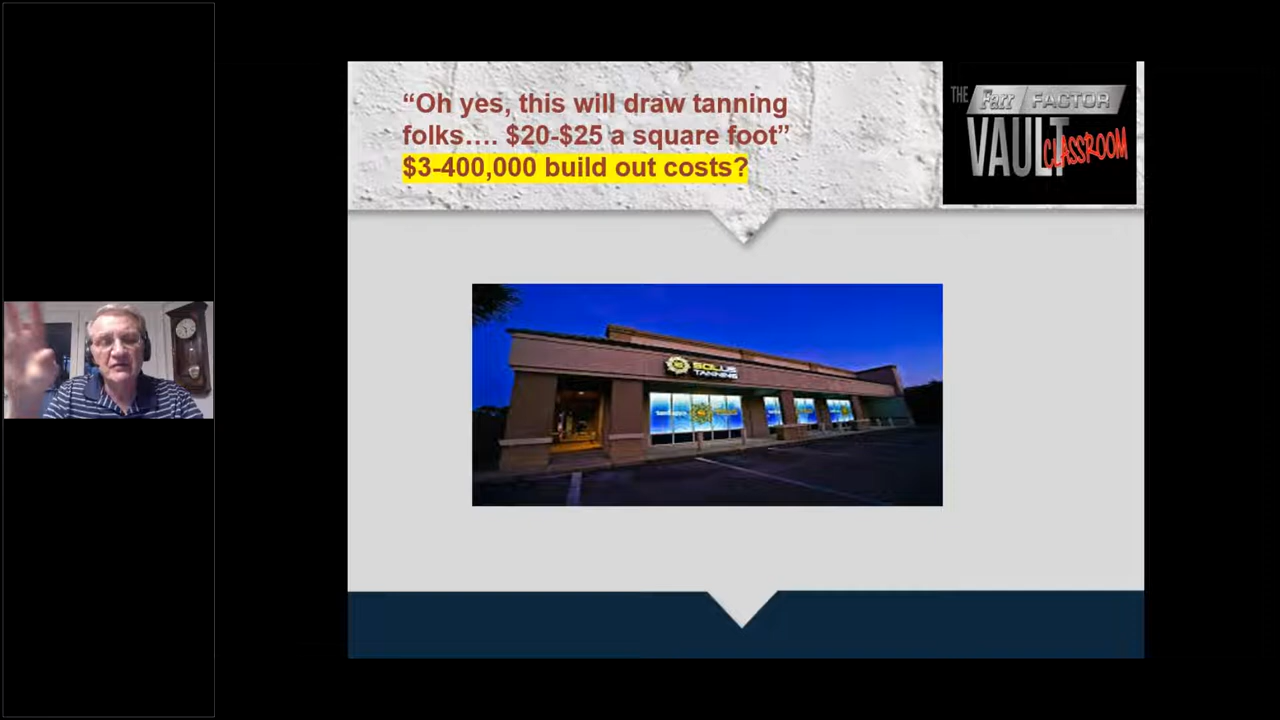 “Oh yes, this will draw tanning
folks…. $20-$25 a square foot”
$3-400,000 build out costs?
THE Farr FACTOR
VAULT
CLASSROOM
SOLUS
TANNING